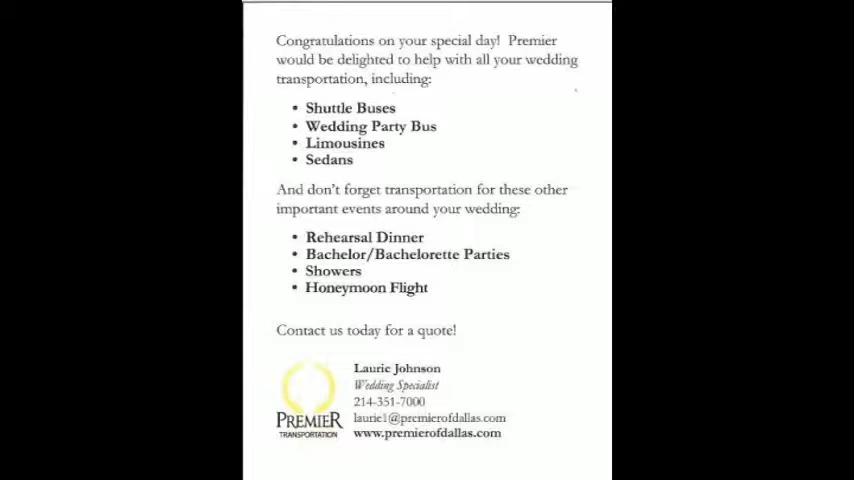 Congratulations on your special day! Premier
would be delighted to help with all your wedding
transportation, including:
• Shuttle Buses
• Wedding Party Bus
• Limousines
• Sedans
And don't forget transportation for these other
important events around your wedding:
• Rehearsal Dinner
• Bachelor/Bachelorette Parties
• Showers
• Honeymoon Flight
Contact us today for a quote!
Laurie Johnson
Wedding Specialist
214-351-7000
laurie1@premierofdallas.com
www.premierofdallas.com
PREMIER
TRANSPORTATION